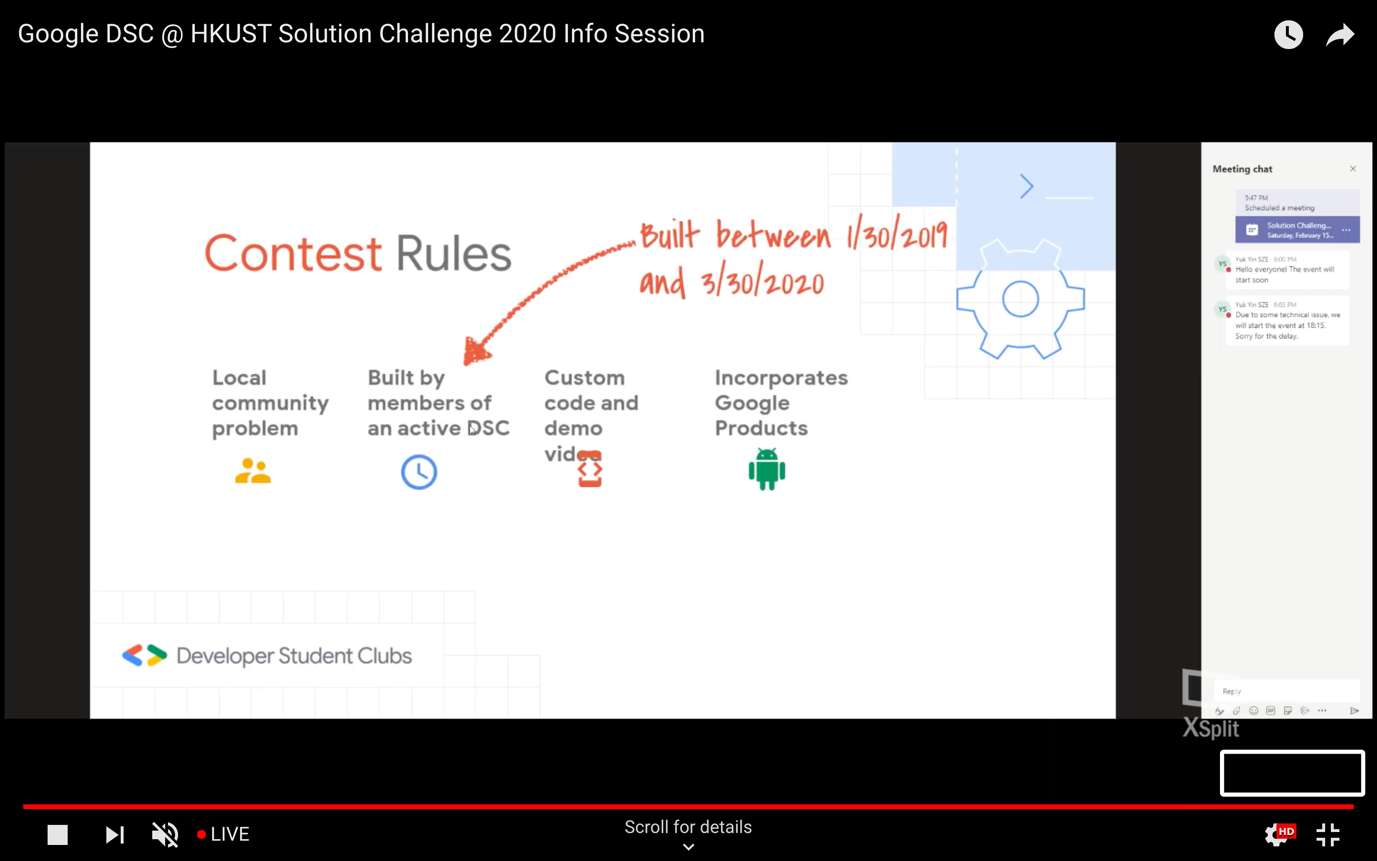 Google DSC @ HKUST Solution Challenge 2020 Info Session
Contest Rules
Built between 1/30/2019
and 3/30/2020
Local
community
problem
Built by
members of
an active DSC
Custom
code and
demo
video
Incorporates
Google
Products
Developer Student Clubs
Meeting chat
5:47 PM
Scheduled a meeting
Solution Challeng...
Saturday, February 15...
YS
Yuk Yin SZE 6:00 PM
Hello everyone! The event will
start soon
YS
Yuk Yin SZE 6:03 PM
Due to some technical issue, we
will start the event at 18:15.
Sorry for the delay.
Reply
XSplit
LIVE
Scroll for details
HD